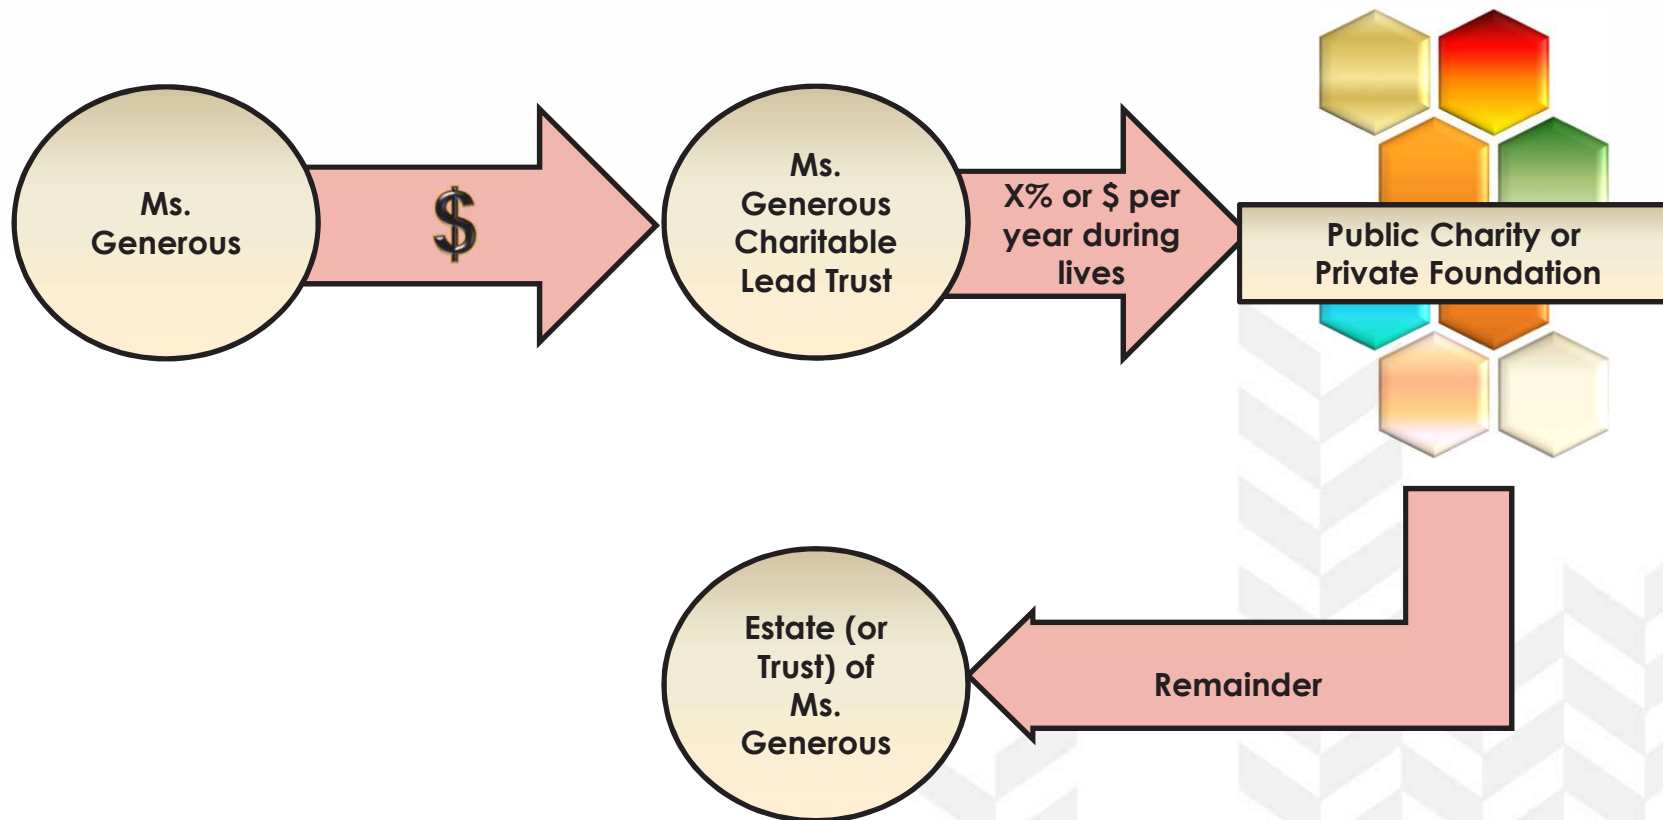 Ms.
Generous
$
Ms.
Generous
Charitable
Lead Trust
X% or $ per
year during
lives
Public Charity or
Private Foundation
Estate (or
Trust) of
Ms.
Generous
Remainder